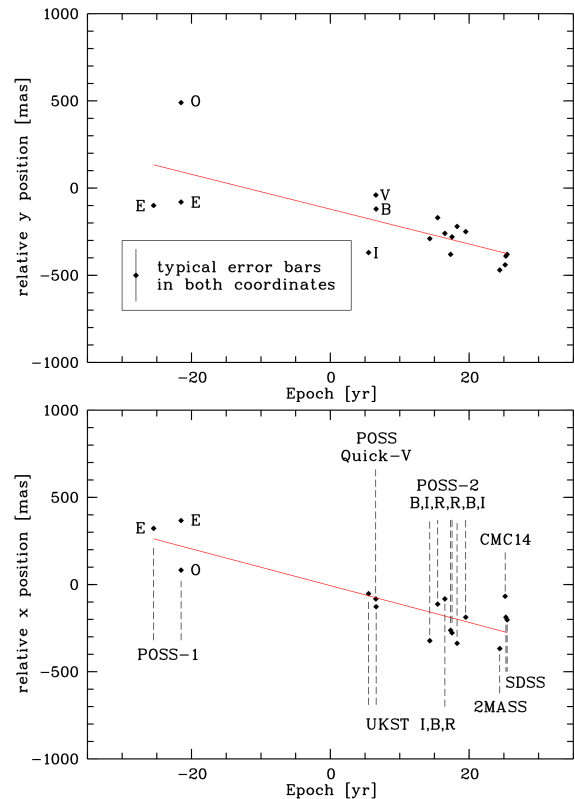 1000
500
0
−500
−1000
relative y position [mas]
O
E
E
V
B
I
typical error bars
in both coordinates
−20
0
20
Epoch [yr]
1000
500
0
−500
−1000
relative x position [mas]
POSS
Quick−V
POSS−2
B,I,R,R,B,I
CMC14
E
E
O
POSS−1
SDSS
2MASS
UKST I,B,R
−20
0
20
Epoch [yr]